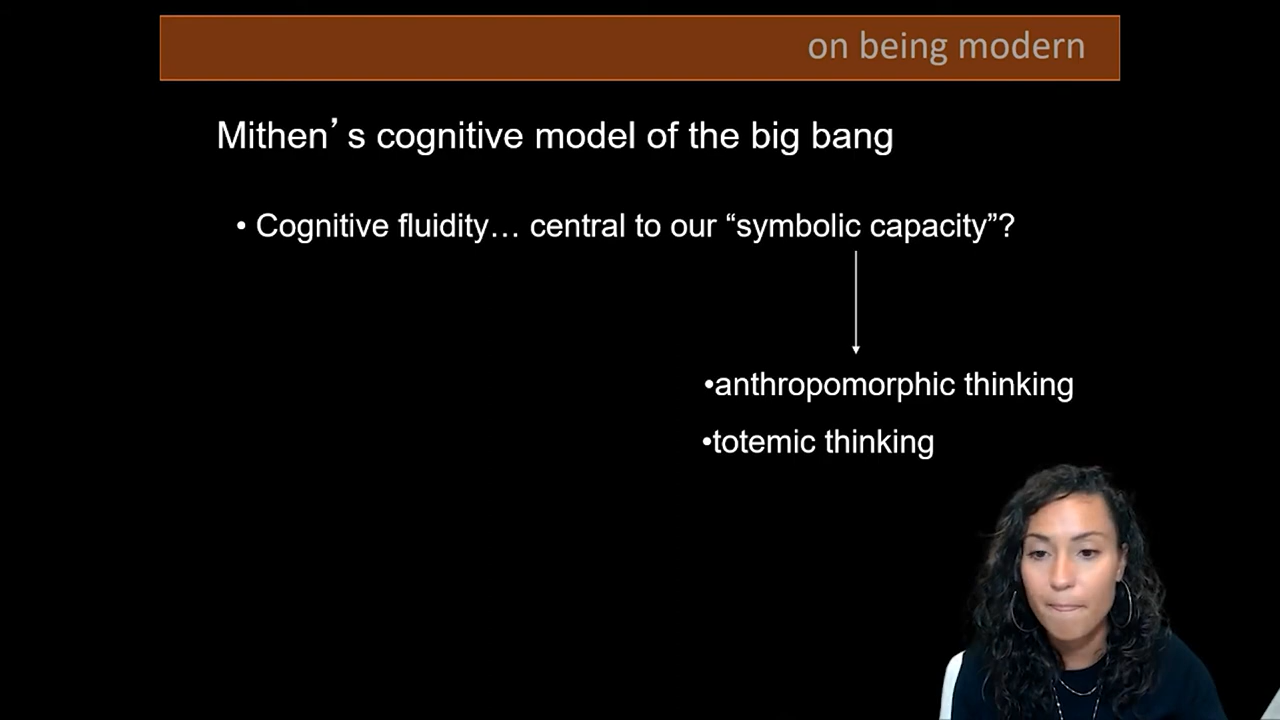 on being modern
Mithen’s cognitive model of the big bang
• Cognitive fluidity… central to our “symbolic capacity”?
•anthropomorphic thinking
•totemic thinking